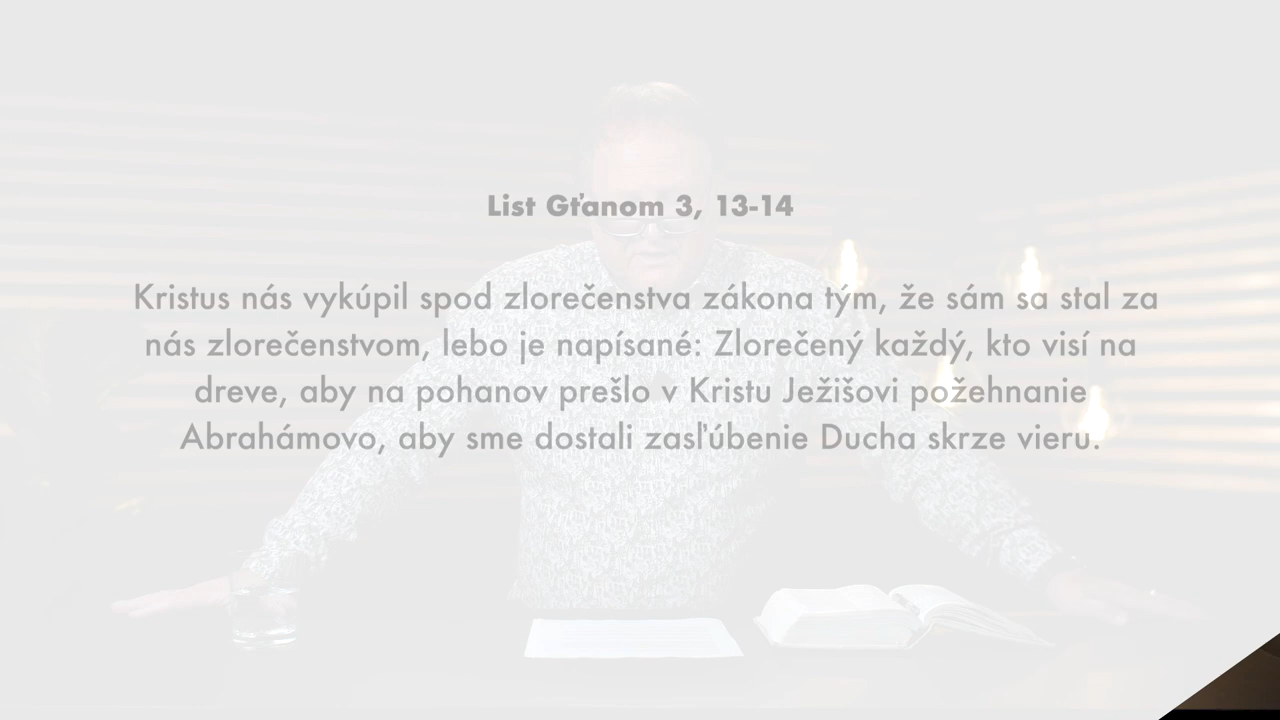 List Gťanom 3, 13-14
Kristus nás vykúpil spod zlorečenstva zákona tým, že sám sa stal za
nás zlorečenstvom, lebo je napísané: Zlorečený každý, kto visí na
dreve, aby na pohanov prešlo v Kristu Ježišovi požehnanie
Abrahámovo, aby sme dostali zasľúbenie Ducha skrze vieru.